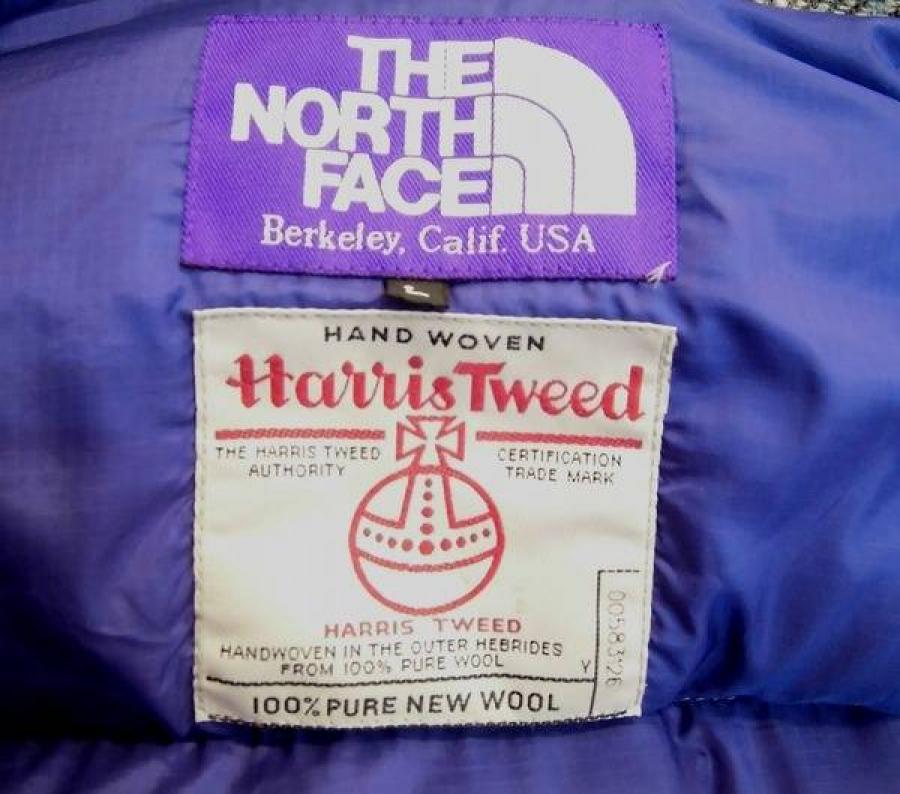 THE
NORTH
FACE
Berkeley, Calif. USA
L
HAND WOVEN
Harris Tweed
THE HARRIS TWEED
AUTHORITY
CERTIFICATION
TRADE MARK
HARRIS TWEED
HANDWOVEN IN THE OUTER HEBRIDES
FROM 100% PURE WOOL
Y
100% PURE NEW WOOL